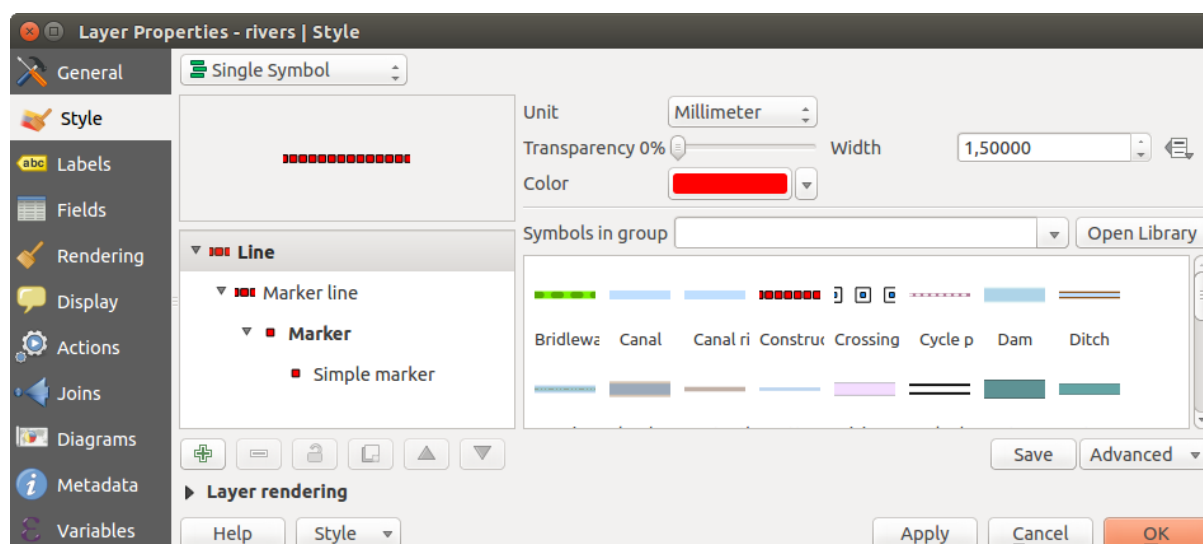 Layer Properties - rivers | Style
General
Style
Labels
Fields
Rendering
Display
Actions
Joins
Diagrams
Metadata
Variables
abc
Single Symbol
Line
Marker line
Marker
Simple marker
Unit
Millimeter
Transparency 0%
Width
1,50000
Color
Symbols in group
Open Library
Bridlewa
Canal
Canal ri
Construc
Crossing
Cycle p
Dam
Ditch
Save
Advanced
Layer rendering
Help
Style
Apply
Cancel
OK